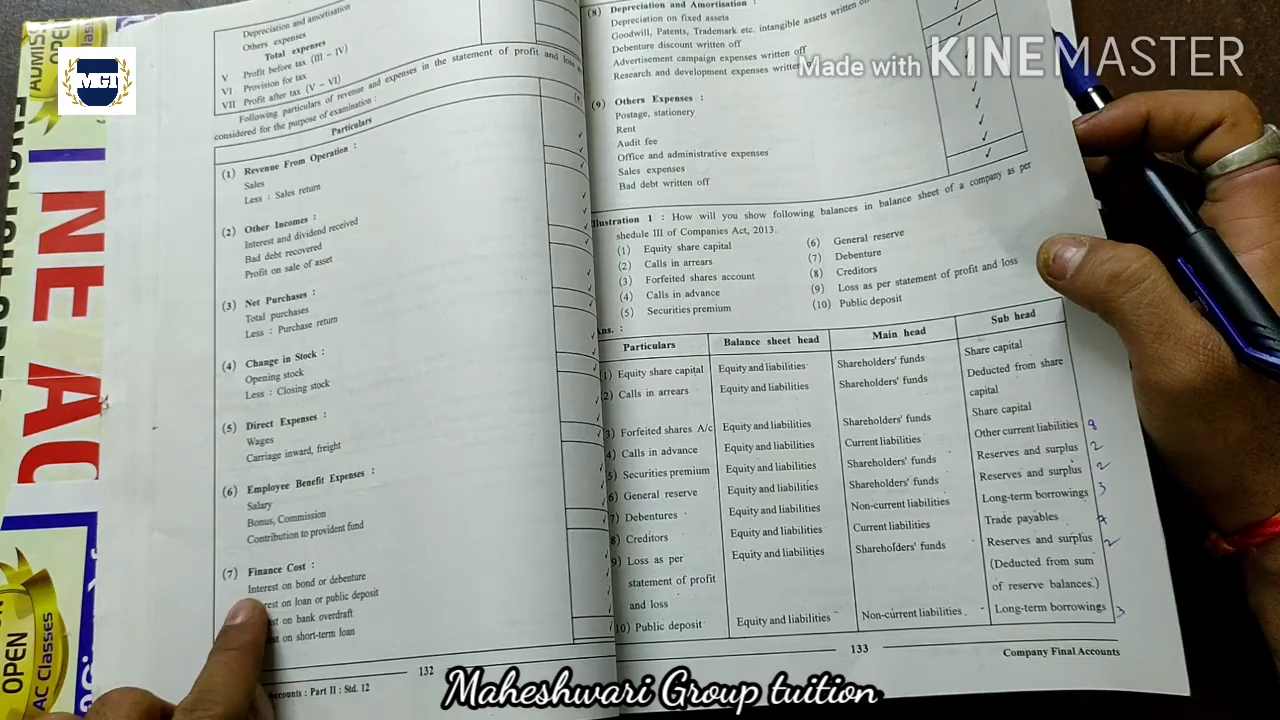 Depreciation and amortisation
Others expenses
Total expenses
V Profit before tax (III – IV)
VI Provision for tax
VII Profit after tax (V – VI)
Following particulars of revenue and expenses in the statement of profit and loss
considered for the purpose of examination :
Particulars
(1) Revenue From Operation :
Sales
Less : Sales return
(2) Other Incomes :
Interest and dividend received
Bad debt recovered
Profit on sale of asset
(3) Net Purchases :
Total purchases
Less : Purchase return
(4) Change in Stock :
Opening stock
Less : Closing stock
(5) Direct Expenses :
Wages
Carriage inward, freight
(6) Employee Benefit Expenses :
Salary
Bonus, Commission
Contribution to provident fund
(7) Finance Cost :
Interest on bond or debenture
on loan or public deposit
on bank overdraft
on short-term loan
132
Accounts : Part II : Std. 12
(8) Depreciation and Amortisation :
Depreciation on fixed assets
Goodwill, Patents, Trademark etc. intangible assets written
Debenture discount written off
Advertisement campaign expenses written off
Research and development expenses written
(9) Others Expenses :
Postage, stationery
Rent
Audit fee
Office and administrative expenses
Sales expenses
Bad debt written off
Illustration 1 : How will you show following balances in balance sheet of a company as per
shedule III of Companies Act, 2013.
(1) Equity share capital (6) General reserve
(2) Calls in arrears (7) Debenture
(3) Forfeited shares account (8) Creditors
(4) Calls in advance (9) Loss as per statement of profit and loss
(5) Securities premium (10) Public deposit
Ans. :
Particulars Balance sheet head Main head Sub head
(1) Equity share capital Equity and liabilities Shareholders' funds Share capital
(2) Calls in arrears Equity and liabilities Shareholders' funds Deducted from share
capital
(3) Forfeited shares A/c Equity and liabilities Shareholders' funds Share capital
(4) Calls in advance Equity and liabilities Current liabilities Other current liabilities 8
(5) Securities premium Equity and liabilities Shareholders' funds Reserves and surplus 2
(6) General reserve Equity and liabilities Shareholders' funds Reserves and surplus 2
(7) Debentures Equity and liabilities Non-current liabilities Long-term borrowings 3
(8) Creditors Equity and liabilities Current liabilities Trade payables
(9) Loss as per Equity and liabilities Shareholders' funds Reserves and surplus 2
statement of profit (Deducted from sum
and loss of reserve balances.)
(10) Public deposit Equity and liabilities Non-current liabilities Long-term borrowings 3
133
Company Final Accounts
Made with KINEMASTER
MGT
Maheshwari Group tuition
NE AC
OPEN
AC Classes
OPEN